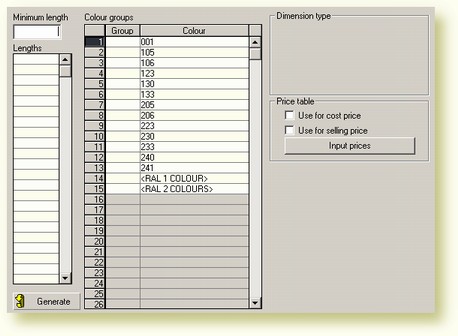 Minimum length
Colour groups
Dimension type
Group Colour
Lengths
1 001
2 105
3 106
4 123
5 130
6 133
7 205
8 206
9 223
10 230
11 233
12 240
13 241
14 <RAL 1 COLOUR>
15 <RAL 2 COLOURS>
16
17
18
19
20
21
22
23
24
25
26
Price table
Use for cost price
Use for selling price
Input prices
Generate